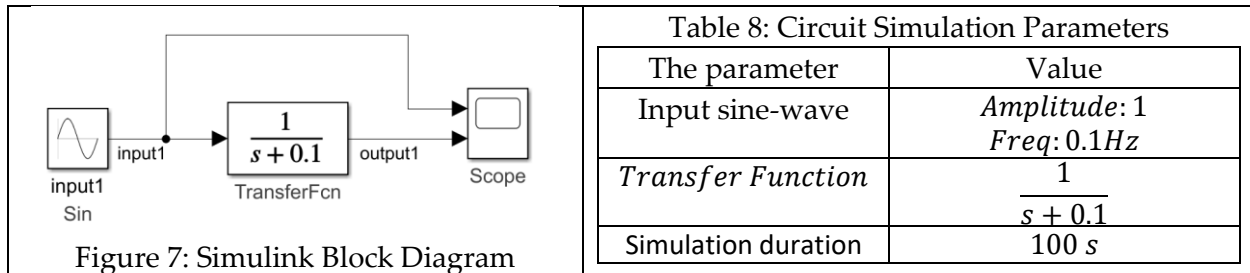 1
s + 0.1
input1
output1
input1
TransferFcn
Scope
Sin
Figure 7: Simulink Block Diagram
Table 8: Circuit Simulation Parameters
The parameter
Value
Input sine-wave
Amplitude: 1
Freq: 0.1Hz
Transfer Function
1
s + 0.1
Simulation duration
100 s